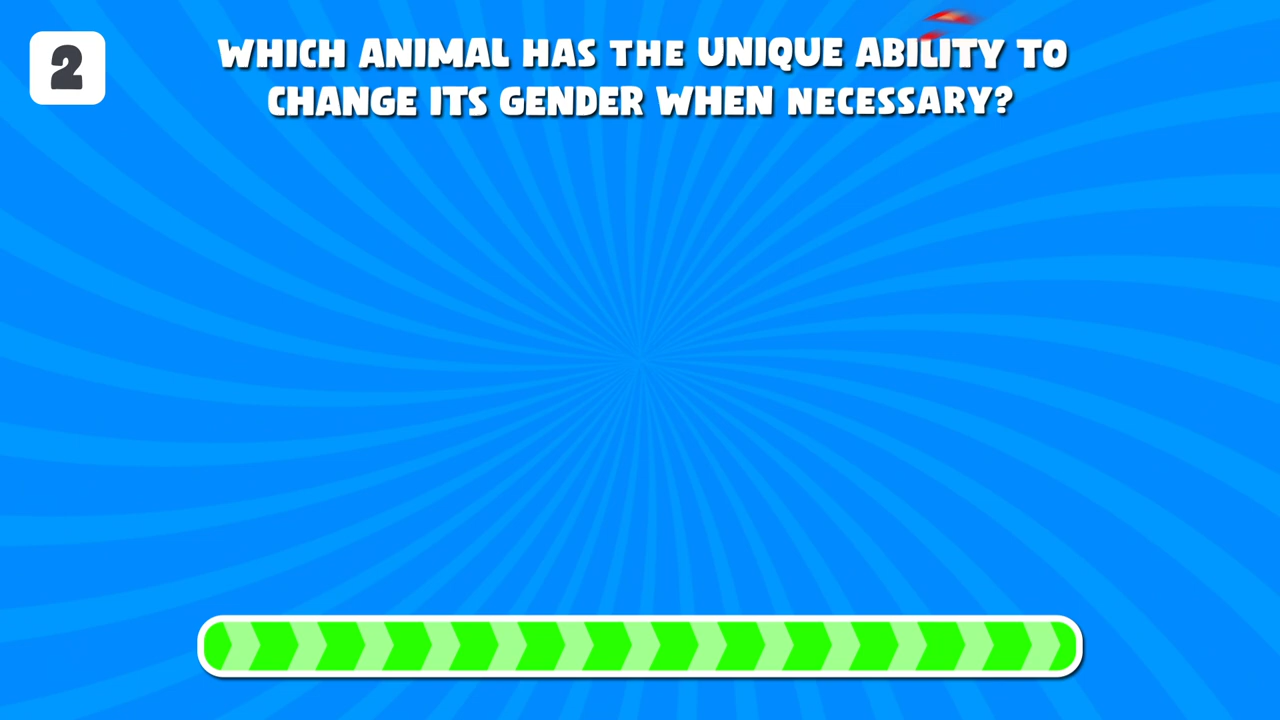 2
WHICH ANIMAL HAS THE UNIQUE ABILITY TO
CHANGE ITS GENDER WHEN NECESSARY?